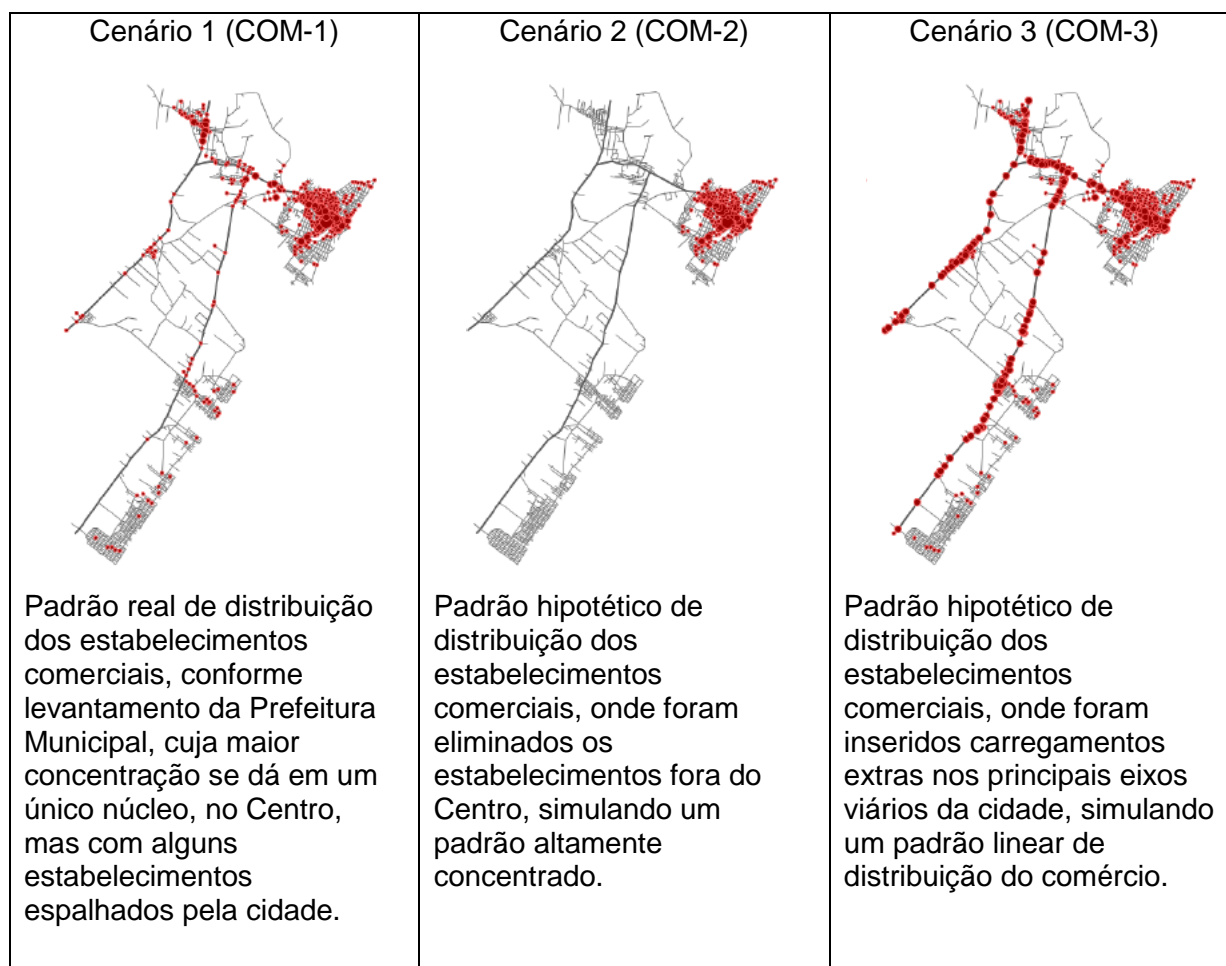 Cenário 1 (COM-1)
Padrão real de distribuição
dos estabelecimentos
comerciais, conforme
levantamento da Prefeitura
Municipal, cuja maior
concentração se dá em um
único núcleo, no Centro,
mas com alguns
estabelecimentos
espalhados pela cidade.
Cenário 2 (COM-2)
Padrão hipotético de
distribuição dos
estabelecimentos
comerciais, onde foram
eliminados os
estabelecimentos fora do
Centro, simulando um
padrão altamente
concentrado.
Cenário 3 (COM-3)
Padrão hipotético de
distribuição dos
estabelecimentos
comerciais, onde foram
inseridos carregamentos
extras nos principais eixos
viários da cidade, simulando
um padrão linear de
distribuição do comércio.